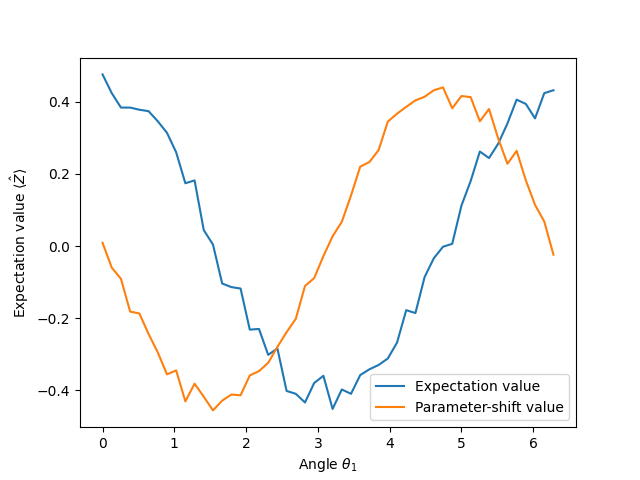 Expectation value ⟨Ẑ⟩
0.4
0.2
0.0
−0.2
−0.4
Expectation value
Parameter-shift value
0 1 2 3 4 5 6
Angle θ₁